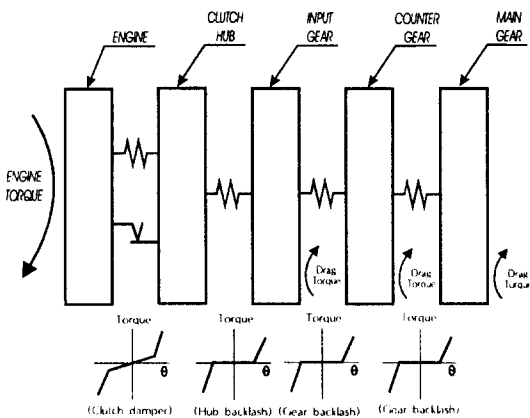 ENGINE
CLUTCH
HUB
INPUT
GEAR
COUNTER
GEAR
MAIN
GEAR
ENGINE
TORQUE
Drag
Torque
Drag
Torque
Drag
Torque
Torque
Torque
Torque
Torque
θ
θ
θ
θ
(Clutch damper)
(Hub backlash)
(Gear backlash)
(Gear backlash)